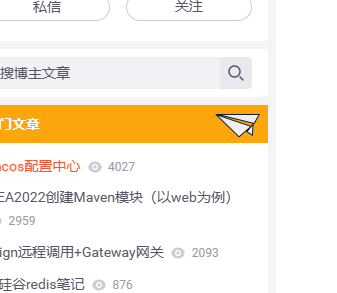 私信 关注
搜博主文章
门文章
cos配置中心 4027
EA2022创建Maven模块（以web为例）
2959
ign远程调用+Gateway网关 2093
硅谷redis笔记 876